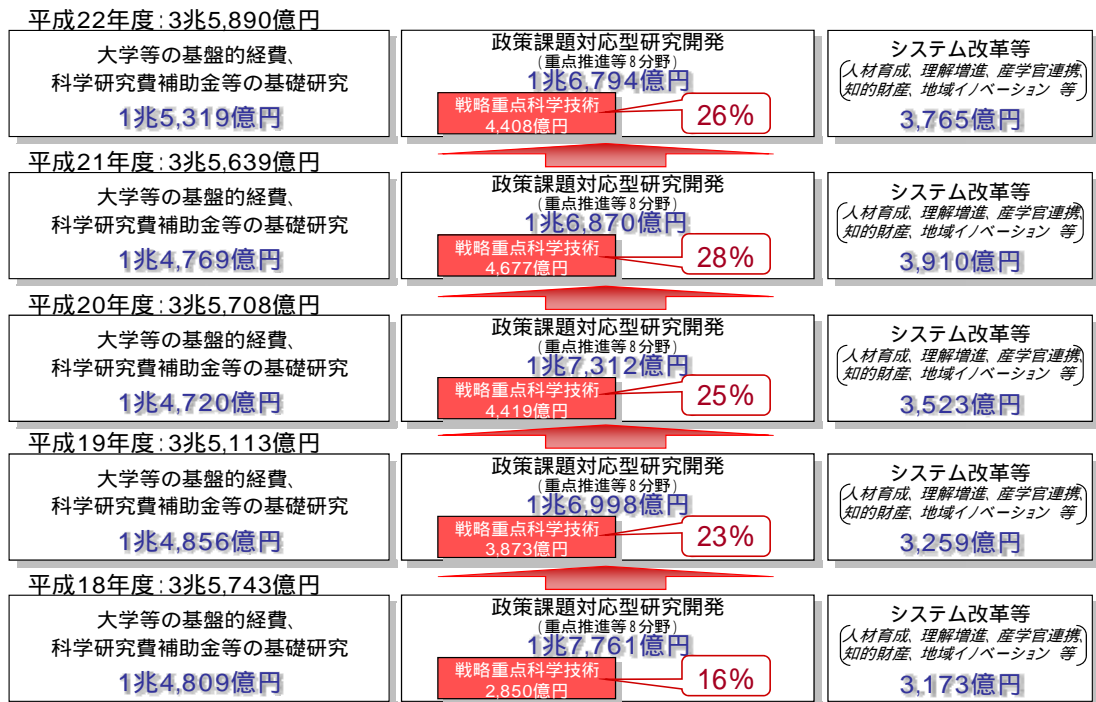 平成22年度:3兆5,890億円
大学等の基盤的経費、
科学研究費補助金等の基礎研究
1兆5,319億円
政策課題対応型研究開発
(重点推進等8分野)
1兆6,794億円
戦略重点科学技術
4,408億円
26%
システム改革等
人材育成、理解増進、産学官連携、
知的財産、地域イノベーション 等
3,765億円
平成21年度:3兆5,639億円
大学等の基盤的経費、
科学研究費補助金等の基礎研究
1兆4,769億円
政策課題対応型研究開発
(重点推進等8分野)
1兆6,870億円
戦略重点科学技術
4,677億円
28%
システム改革等
人材育成、理解増進、産学官連携、
知的財産、地域イノベーション 等
3,910億円
平成20年度:3兆5,708億円
大学等の基盤的経費、
科学研究費補助金等の基礎研究
1兆4,720億円
政策課題対応型研究開発
(重点推進等8分野)
1兆7,312億円
戦略重点科学技術
4,419億円
25%
システム改革等
人材育成、理解増進、産学官連携、
知的財産、地域イノベーション 等
3,523億円
平成19年度:3兆5,113億円
大学等の基盤的経費、
科学研究費補助金等の基礎研究
1兆4,856億円
政策課題対応型研究開発
(重点推進等8分野)
1兆6,998億円
戦略重点科学技術
3,873億円
23%
システム改革等
人材育成、理解増進、産学官連携、
知的財産、地域イノベーション 等
3,259億円
平成18年度:3兆5,743億円
大学等の基盤的経費、
科学研究費補助金等の基礎研究
1兆4,809億円
政策課題対応型研究開発
(重点推進等8分野)
1兆7,761億円
戦略重点科学技術
2,850億円
16%
システム改革等
人材育成、理解増進、産学官連携、
知的財産、地域イノベーション 等
3,173億円